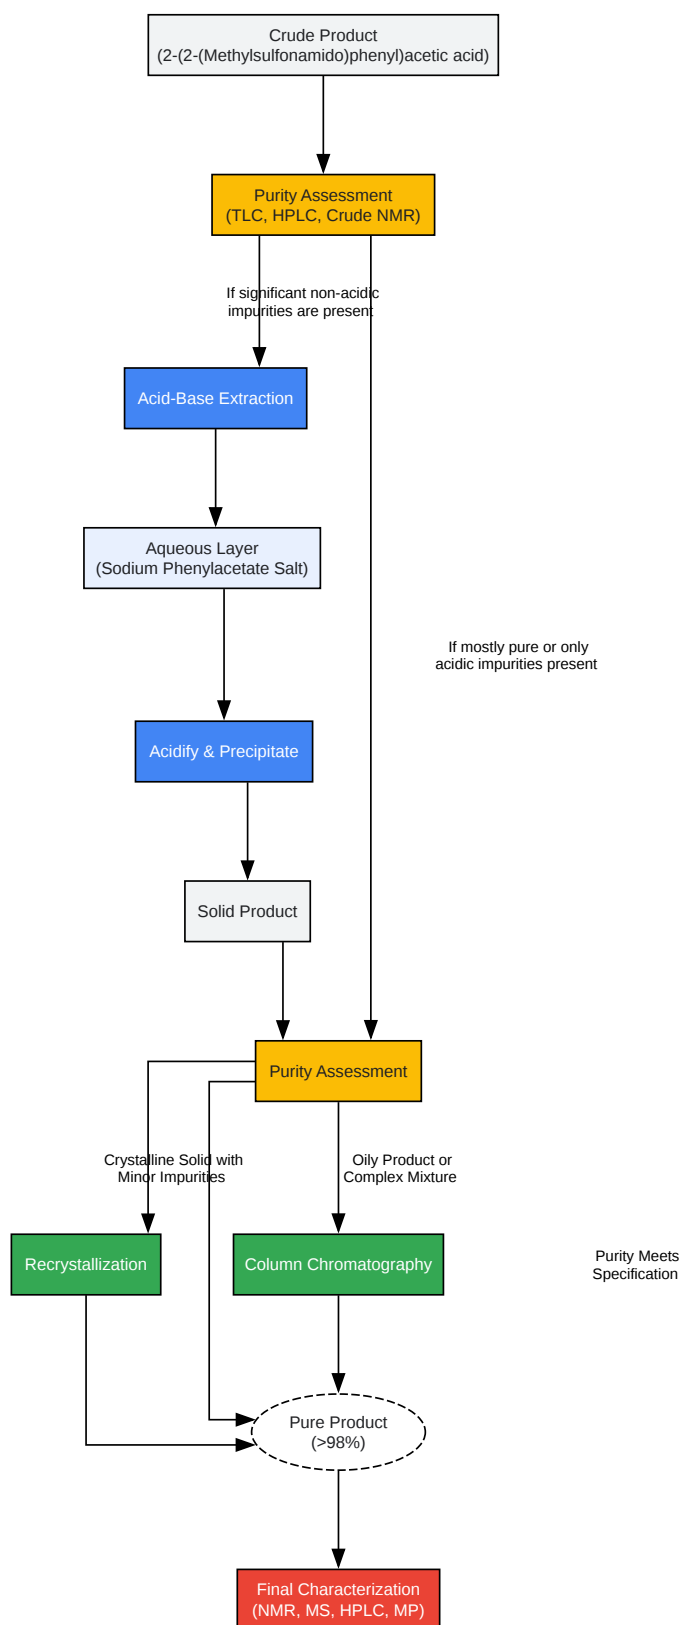 Crude Product
(2-(2-(Methylsulfonamido)phenyl)acetic acid)
Purity Assessment
(TLC, HPLC, Crude NMR)
If significant non-acidic
impurities are present
Acid-Base Extraction
Aqueous Layer
(Sodium Phenylacetate Salt)
If mostly pure or only
acidic impurities present
Acidify & Precipitate
Solid Product
Purity Assessment
Crystalline Solid with
Minor Impurities
Oily Product or
Complex Mixture
Recrystallization
Column Chromatography
Purity Meets
Specification
Pure Product
(>98%)
Final Characterization
(NMR, MS, HPLC, MP)